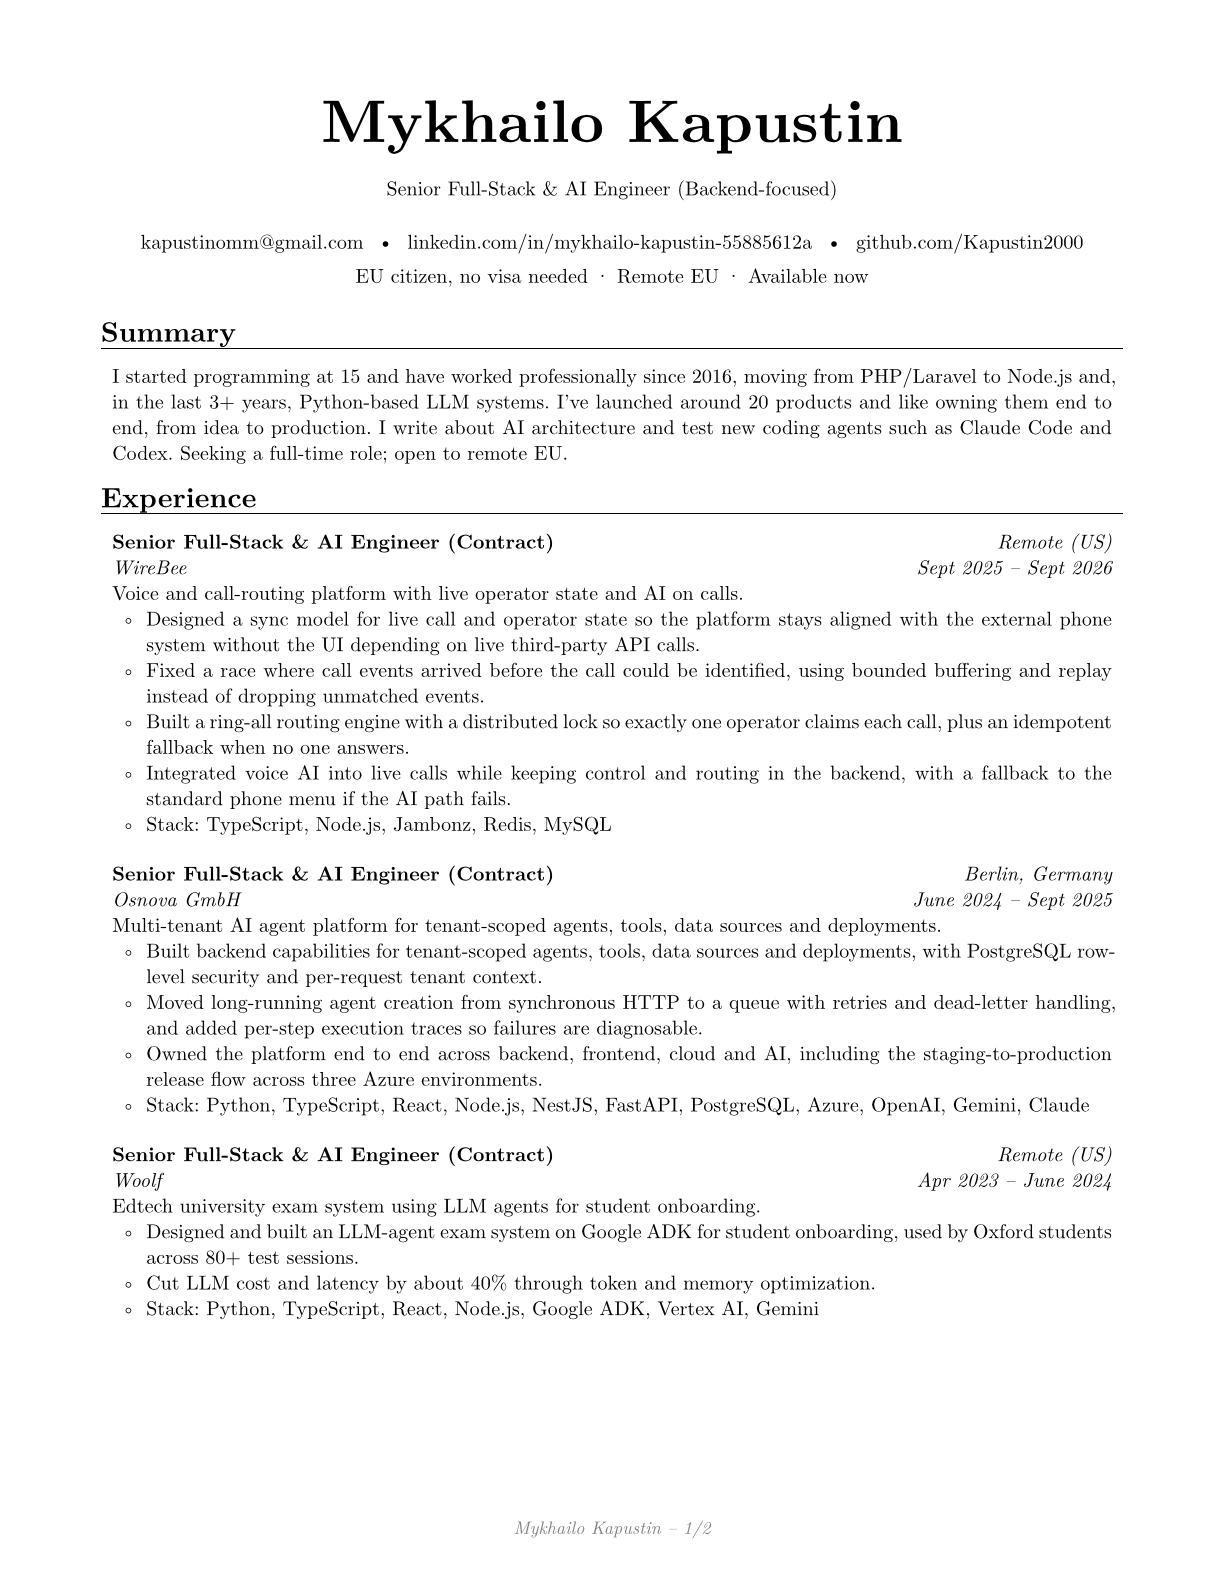 Mykhailo Kapustin
Senior Full-Stack & AI Engineer (Backend-focused)
kapustinomm@gmail.com • linkedin.com/in/mykhailo-kapustin-55885612a • github.com/Kapustin2000
EU citizen, no visa needed · Remote EU · Available now
Summary
I started programming at 15 and have worked professionally since 2016, moving from PHP/Laravel to Node.js and,
in the last 3+ years, Python-based LLM systems. I've launched around 20 products and like owning them end to
end, from idea to production. I write about AI architecture and test new coding agents such as Claude Code and
Codex. Seeking a full-time role; open to remote EU.
Experience
Senior Full-Stack & AI Engineer (Contract) Remote (US)
WireBee Sept 2025 – Sept 2026
Voice and call-routing platform with live operator state and AI on calls.
◦ Designed a sync model for live call and operator state so the platform stays aligned with the external phone
system without the UI depending on live third-party API calls.
◦ Fixed a race where call events arrived before the call could be identified, using bounded buffering and replay
instead of dropping unmatched events.
◦ Built a ring-all routing engine with a distributed lock so exactly one operator claims each call, plus an idempotent
fallback when no one answers.
◦ Integrated voice AI into live calls while keeping control and routing in the backend, with a fallback to the
standard phone menu if the AI path fails.
◦ Stack: TypeScript, Node.js, Jambonz, Redis, MySQL
Senior Full-Stack & AI Engineer (Contract) Berlin, Germany
Osnova GmbH June 2024 – Sept 2025
Multi-tenant AI agent platform for tenant-scoped agents, tools, data sources and deployments.
◦ Built backend capabilities for tenant-scoped agents, tools, data sources and deployments, with PostgreSQL row-
level security and per-request tenant context.
◦ Moved long-running agent creation from synchronous HTTP to a queue with retries and dead-letter handling,
and added per-step execution traces so failures are diagnosable.
◦ Owned the platform end to end across backend, frontend, cloud and AI, including the staging-to-production
release flow across three Azure environments.
◦ Stack: Python, TypeScript, React, Node.js, NestJS, FastAPI, PostgreSQL, Azure, OpenAI, Gemini, Claude
Senior Full-Stack & AI Engineer (Contract) Remote (US)
Woolf Apr 2023 – June 2024
Edtech university exam system using LLM agents for student onboarding.
◦ Designed and built an LLM-agent exam system on Google ADK for student onboarding, used by Oxford students
across 80+ test sessions.
◦ Cut LLM cost and latency by about 40% through token and memory optimization.
◦ Stack: Python, TypeScript, React, Node.js, Google ADK, Vertex AI, Gemini
Mykhailo Kapustin – 1/2